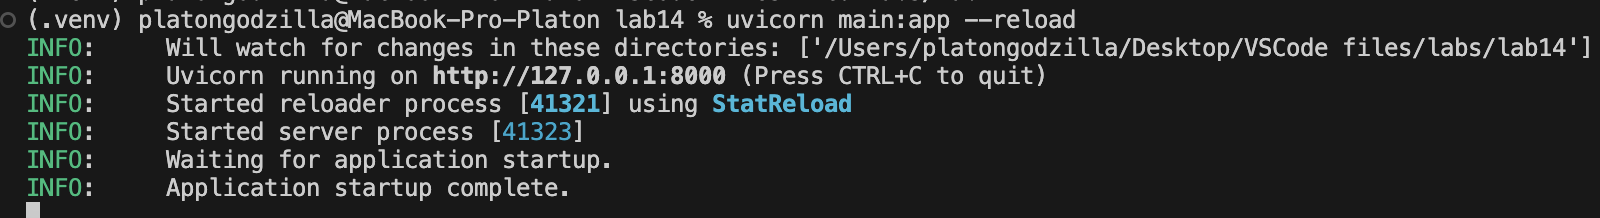 (.venv) platongodzilla@MacBook-Pro-Platon lab14 % uvicorn main:app --reload
INFO:     Will watch for changes in these directories: ['/Users/platongodzilla/Desktop/VSCode files/labs/lab14']
INFO:     Uvicorn running on http://127.0.0.1:8000 (Press CTRL+C to quit)
INFO:     Started reloader process [41321] using StatReload
INFO:     Started server process [41323]
INFO:     Waiting for application startup.
INFO:     Application startup complete.